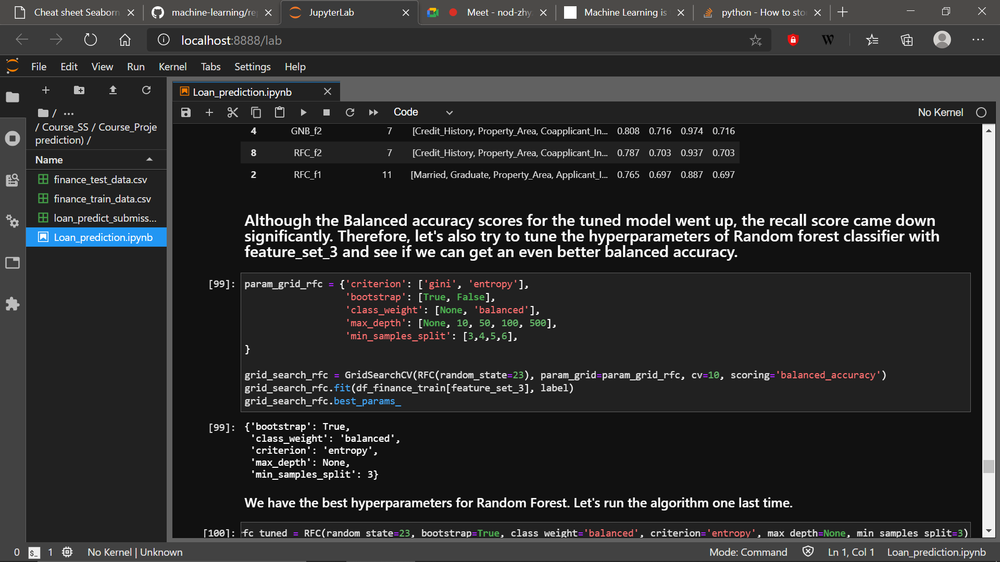 Cheat sheet Seaborn
machine-learning/re
JupyterLab
Meet - nod-zhy
Machine Learning is
python - How to sto
localhost:8888/lab
W
File Edit View Run Kernel Tabs Settings Help
Loan_prediction.ipynb
/ ...
/ Course_SS / Course_Proje
prediction) /
Name
finance_test_data.csv
finance_train_data.csv
loan_predict_submiss...
Loan_prediction.ipynb
Code
No Kernel
4 GNB_f2 7 [Credit_History, Property_Area, Coapplicant_In... 0.808 0.716 0.974 0.716
8 RFC_f2 7 [Credit_History, Property_Area, Coapplicant_In... 0.787 0.703 0.937 0.703
2 RFC_f1 11 [Married, Graduate, Property_Area, Applicant_I... 0.765 0.697 0.887 0.697
Although the Balanced accuracy scores for the tuned model went up, the recall score came down
significantly. Therefore, let's also try to tune the hyperparameters of Random forest classifier with
feature_set_3 and see if we can get an even better balanced accuracy.
[99]: param_grid_rfc = {'criterion': ['gini', 'entropy'],
'bootstrap': [True, False],
'class_weight': [None, 'balanced'],
'max_depth': [None, 10, 50, 100, 500],
'min_samples_split': [3,4,5,6],
}
grid_search_rfc = GridSearchCV(RFC(random_state=23), param_grid=param_grid_rfc, cv=10, scoring='balanced_accuracy')
grid_search_rfc.fit(df_finance_train[feature_set_3], label)
grid_search_rfc.best_params_
[99]: {'bootstrap': True,
'class_weight': 'balanced',
'criterion': 'entropy',
'max_depth': None,
'min_samples_split': 3}
We have the best hyperparameters for Random Forest. Let's run the algorithm one last time.
[100]: rfc_tuned = RFC(random_state=23, bootstrap=True, class_weight='balanced', criterion='entropy', max_depth=None, min_samples_split=3)
0 $_ 1 No Kernel | Unknown
Mode: Command Ln 1, Col 1 Loan_prediction.ipynb